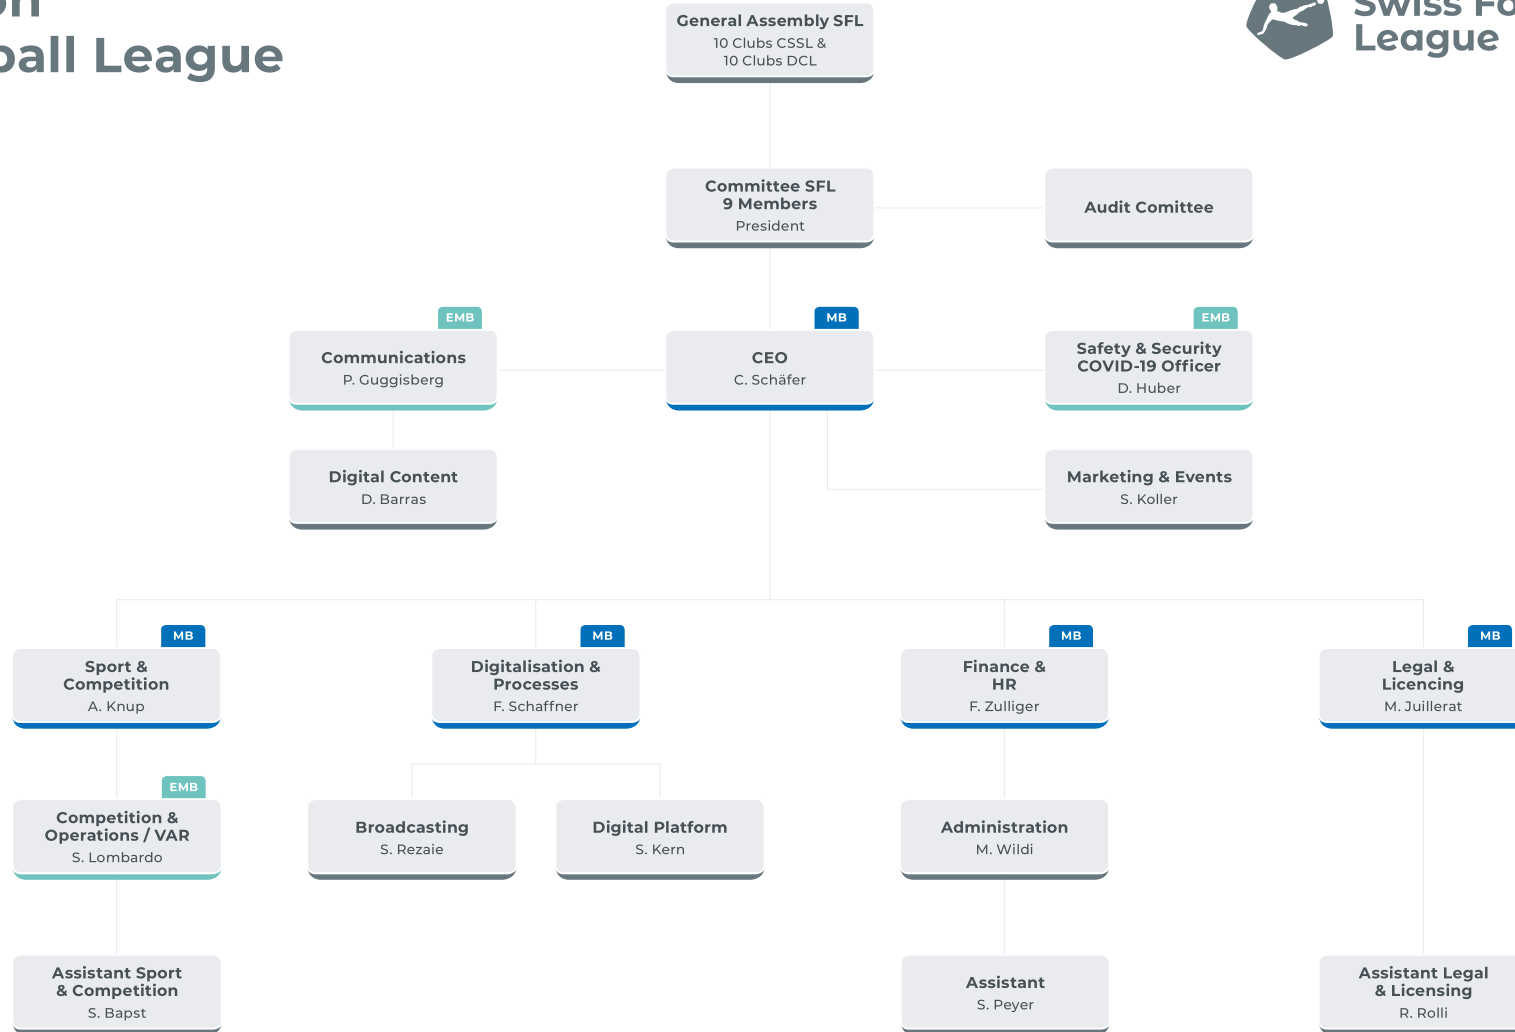 on
ball League
Swiss Fo
League
General Assembly SFL
10 Clubs CSSL &
10 Clubs DCL
Committee SFL
9 Members
President
Audit Comittee
EMB
Communications
P. Guggisberg
MB
CEO
C. Schäfer
EMB
Safety & Security
COVID-19 Officer
D. Huber
Digital Content
D. Barras
Marketing & Events
S. Koller
MB
Sport &
Competition
A. Knup
MB
Digitalisation &
Processes
F. Schaffner
MB
Finance &
HR
F. Zulliger
MB
Legal &
Licencing
M. Juillerat
EMB
Competition &
Operations / VAR
S. Lombardo
Broadcasting
S. Rezaie
Digital Platform
S. Kern
Administration
M. Wildi
Assistant Sport
& Competition
S. Bapst
Assistant
S. Peyer
Assistant Legal
& Licensing
R. Rolli